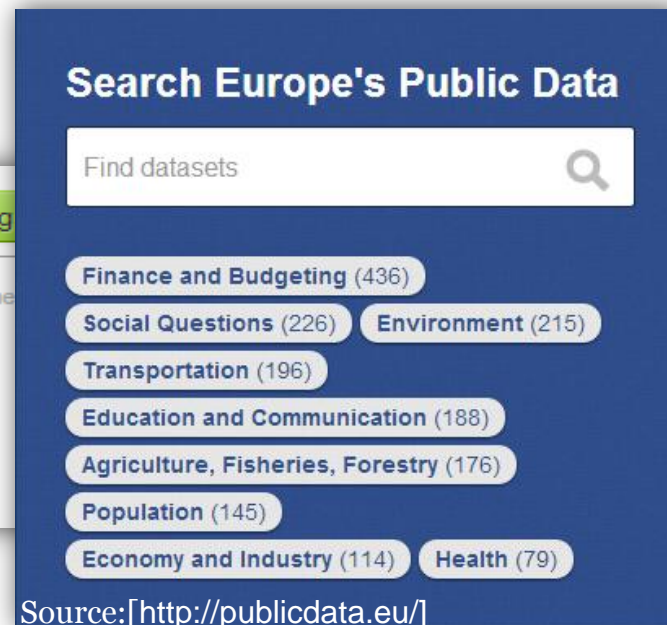 Search Europe's Public Data
Find datasets
Finance and Budgeting (436)
Social Questions (226) Environment (215)
Transportation (196)
Education and Communication (188)
Agriculture, Fisheries, Forestry (176)
Population (145)
Economy and Industry (114) Health (79)
Source:[http://publicdata.eu/]